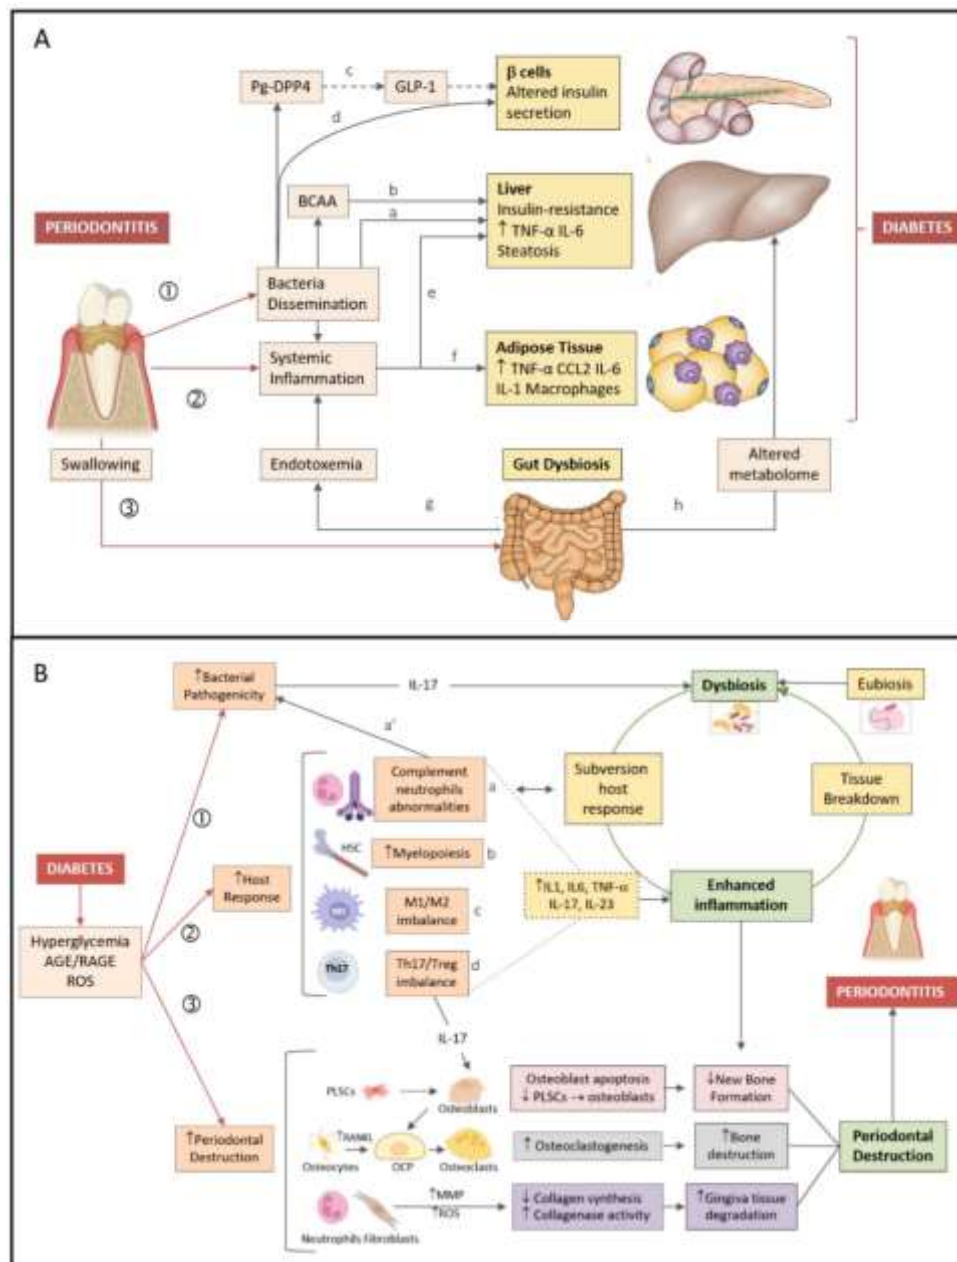 A
Pg-DPP4
c
GLP-1
β cells
Altered insulin
secretion
d
BCAA
b
a
Liver
Insulin-resistance
↑ TNF-α IL-6
Steatosis
PERIODONTITIS
DIABETES
①
Bacteria
Dissemination
e
②
Systemic
Inflammation
f
Adipose Tissue
↑ TNF-α CCL2 IL-6
IL-1 Macrophages
Swallowing
Endotoxemia
Gut Dysbiosis
Altered
metabolome
③
g
h
B
↑Bacterial
Pathogenicity
IL-17
Dysbiosis
Eubiosis
a'
Complement
neutrophils
abnormalities
a
Subversion
host
response
Tissue
Breakdown
①
HSC
↑Myelopoiesis
b
DIABETES
↑Host
Response
②
M1/M2
imbalance
c
↑IL1, IL6, TNF-α
IL-17, IL-23
Enhanced
inflammation
Hyperglycemia
AGE/RAGE
ROS
Th17
Th17/Treg
imbalance
d
③
PERIODONTITIS
IL-17
PLSCs
Osteoblasts
Osteoblast apoptosis
↓ PLSCs → osteoblasts
↓New Bone
Formation
↑Periodontal
Destruction
↑RANKL
Osteocytes
OCP
Osteoclasts
↑ Osteoclastogenesis
↑Bone
destruction
Periodontal
Destruction
↑MMP
↑ROS
Neutrophils Fibroblasts
↓ Collagen synthesis
↑ Collagenase activity
↑Gingiva tissue
degradation